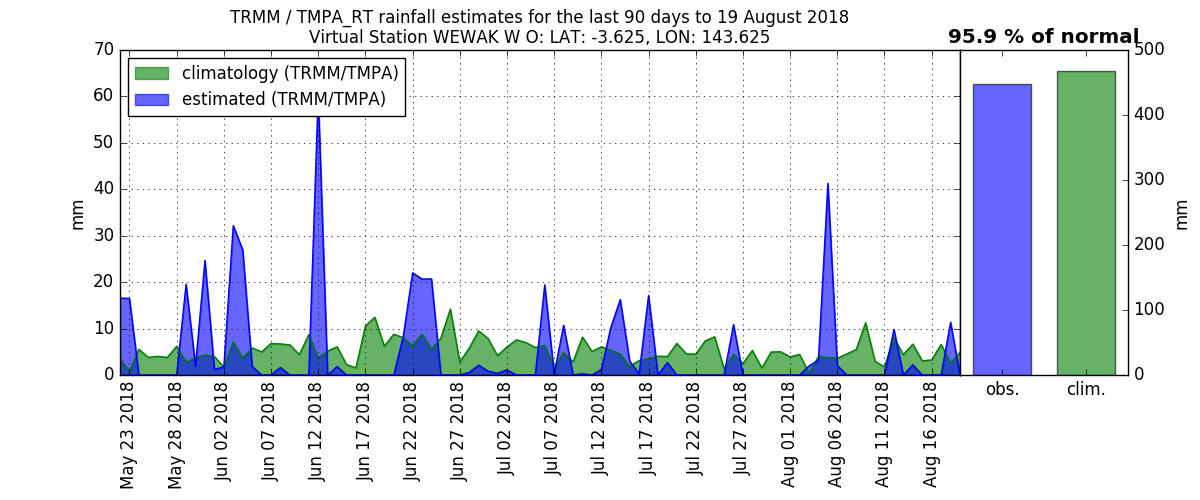 TRMM / TMPA_RT rainfall estimates for the last 90 days to 19 August 2018
Virtual Station WEWAK W O: LAT: -3.625, LON: 143.625
95.9 % of normal
climatology (TRMM/TMPA)
estimated (TRMM/TMPA)
70
60
50
40
30
20
10
0
mm
500
400
300
200
100
0
mm
May 23 2018
May 28 2018
Jun 02 2018
Jun 07 2018
Jun 12 2018
Jun 17 2018
Jun 22 2018
Jun 27 2018
Jul 02 2018
Jul 07 2018
Jul 12 2018
Jul 17 2018
Jul 22 2018
Jul 27 2018
Aug 01 2018
Aug 06 2018
Aug 11 2018
Aug 16 2018
obs.
clim.